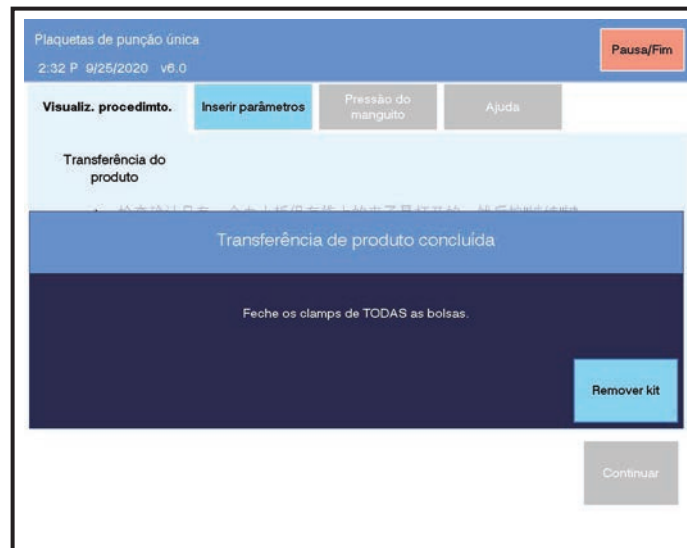 Plaquetas de punção única
2:32 P 9/25/2020 v6.0
Pausa/Fim
Visualiz. procedimto.
Inserir parâmetros
Pressão do
manguito
Ajuda
Transferência do
produto
Transferência de produto concluída
Feche os clamps de TODAS as bolsas.
Remover kit
Continuar